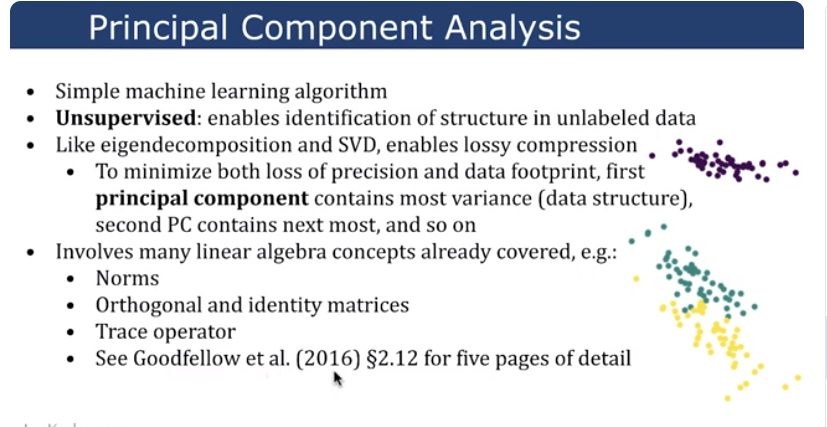 Principal Component Analysis
• Simple machine learning algorithm
• Unsupervised: enables identification of structure in unlabeled data
• Like eigendecomposition and SVD, enables lossy compression
• To minimize both loss of precision and data footprint, first
principal component contains most variance (data structure),
second PC contains next most, and so on
• Involves many linear algebra concepts already covered, e.g.:
• Norms
• Orthogonal and identity matrices
• Trace operator
• See Goodfellow et al. (2016) §2.12 for five pages of detail